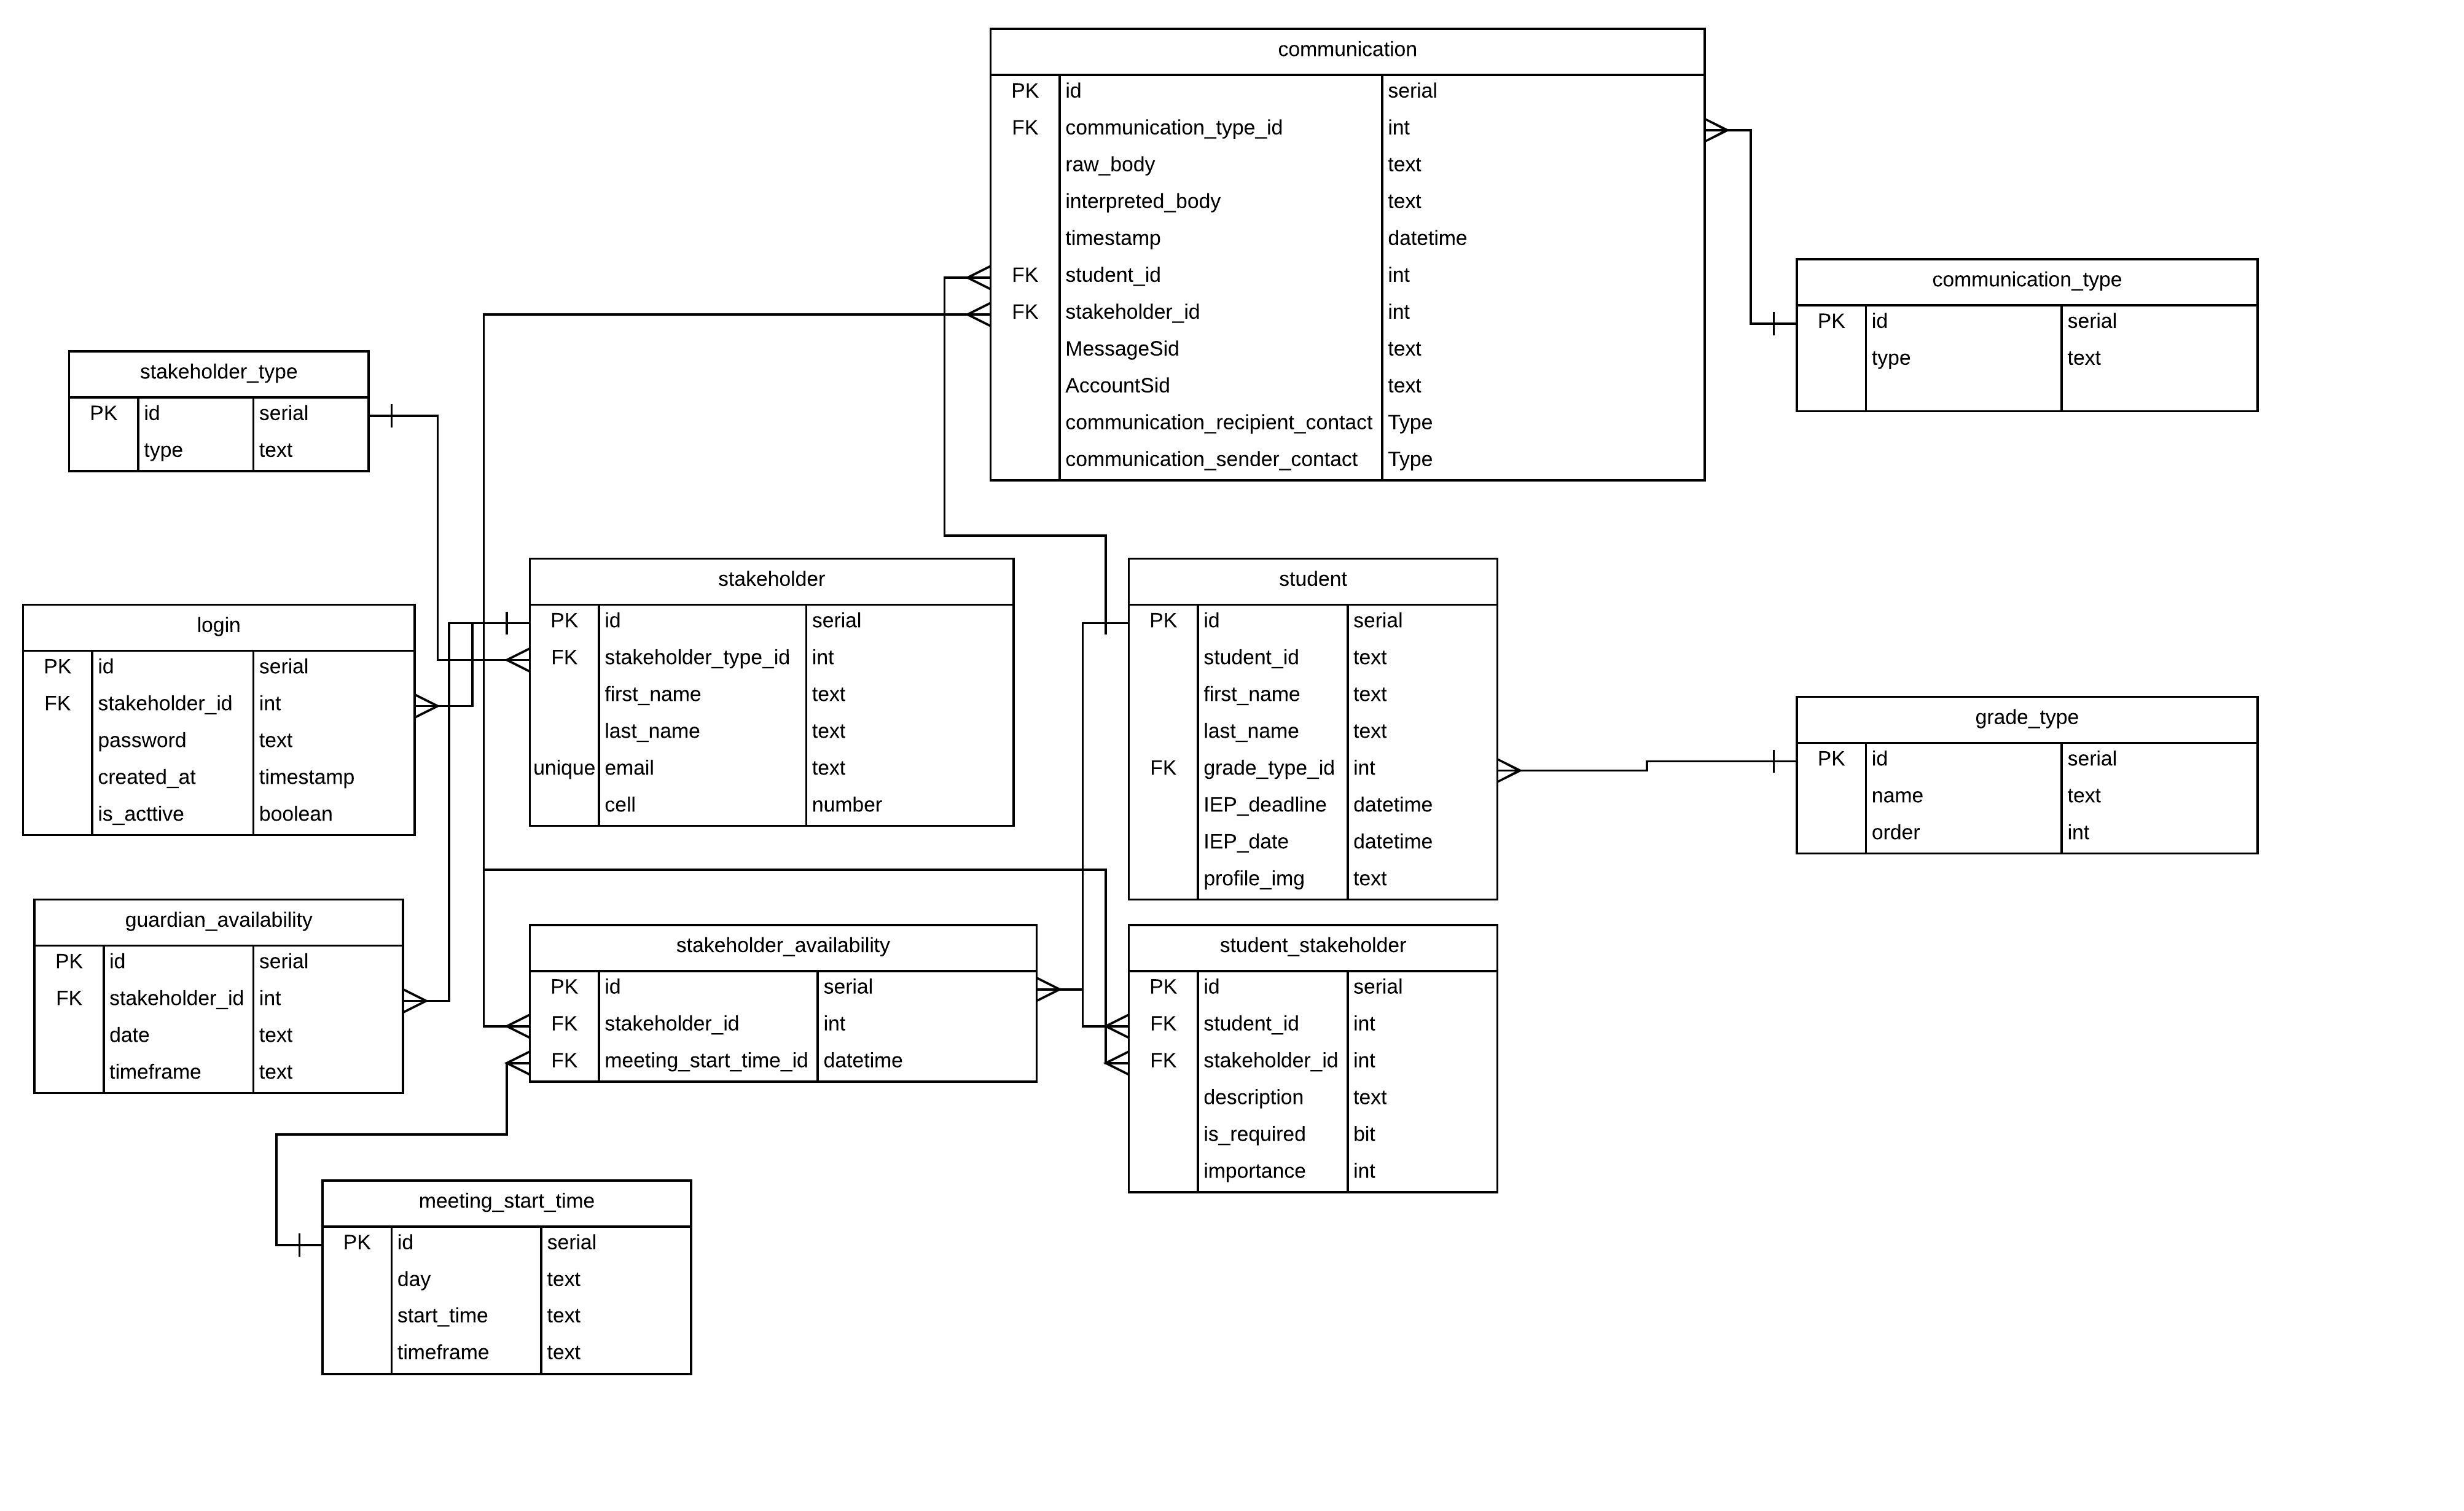 communication
PK id serial
FK communication_type_id int
raw_body text
interpreted_body text
timestamp datetime
FK student_id int
FK stakeholder_id int
MessageSid text
AccountSid text
communication_recipient_contact Type
communication_sender_contact Type
communication_type
PK id serial
type text
stakeholder_type
PK id serial
type text
login
PK id serial
FK stakeholder_id int
password text
created_at timestamp
is_acttive boolean
stakeholder
PK id serial
FK stakeholder_type_id int
first_name text
last_name text
unique email text
cell number
student
PK id serial
student_id text
first_name text
last_name text
FK grade_type_id int
IEP_deadline datetime
IEP_date datetime
profile_img text
grade_type
PK id serial
name text
order int
guardian_availability
PK id serial
FK stakeholder_id int
date text
timeframe text
stakeholder_availability
PK id serial
FK stakeholder_id int
FK meeting_start_time_id datetime
student_stakeholder
PK id serial
FK student_id int
FK stakeholder_id int
description text
is_required bit
importance int
meeting_start_time
PK id serial
day text
start_time text
timeframe text